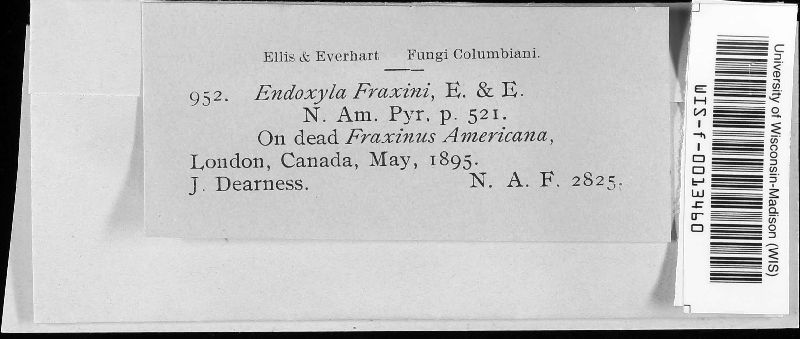 Ellis & Everhart Fungi Columbiani.
952. Endoxyla Fraxini, E. & E.
N. Am. Pyr. p. 521.
On dead Fraxinus Americana,
London, Canada, May, 1895.
J. Dearness. N. A. F. 2825.
University of Wisconsin-Madison (WIS)
WIS-f-0013460